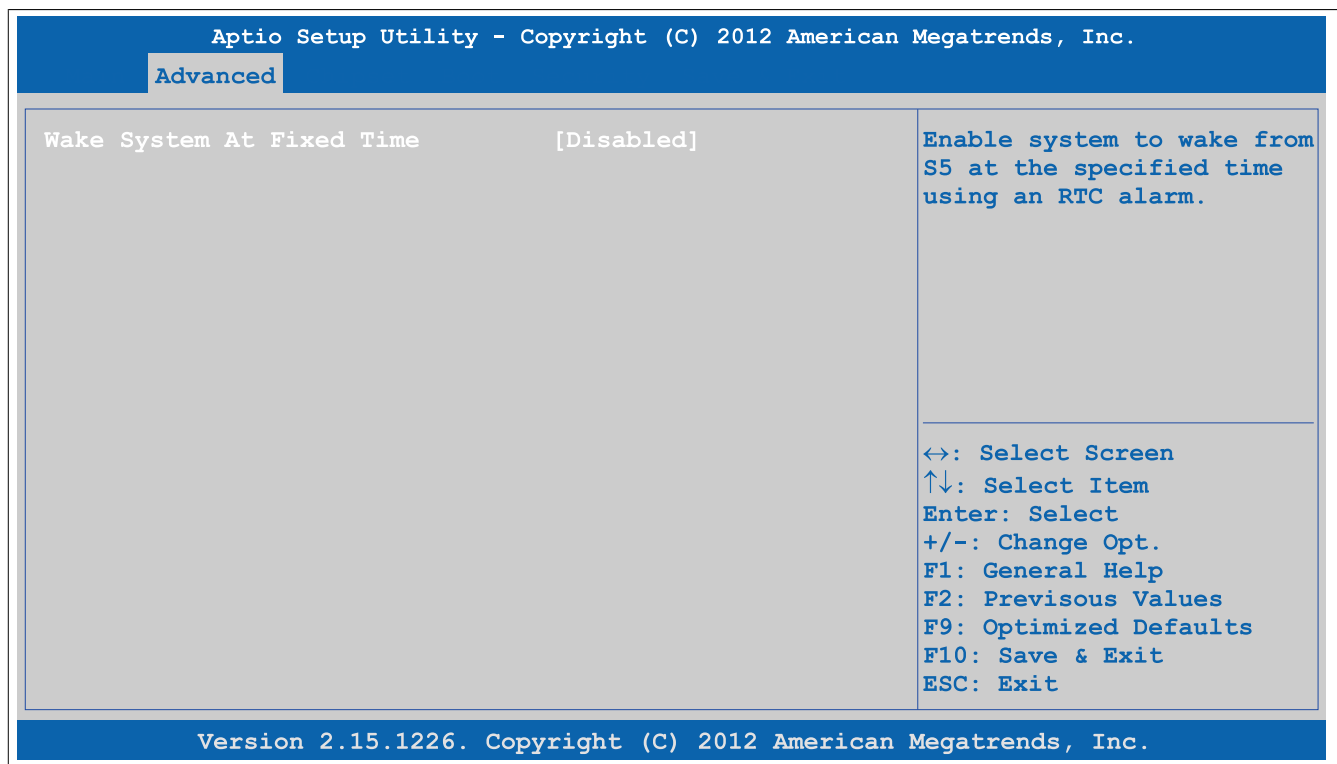 Aptio Setup Utility - Copyright (C) 2012 American Megatrends, Inc.
Advanced
Wake System At Fixed Time [Disabled]
Enable system to wake from
S5 at the specified time
using an RTC alarm.
↔: Select Screen
↑↓: Select Item
Enter: Select
+/-: Change Opt.
F1: General Help
F2: Previsous Values
F9: Optimized Defaults
F10: Save & Exit
ESC: Exit
Version 2.15.1226. Copyright (C) 2012 American Megatrends, Inc.